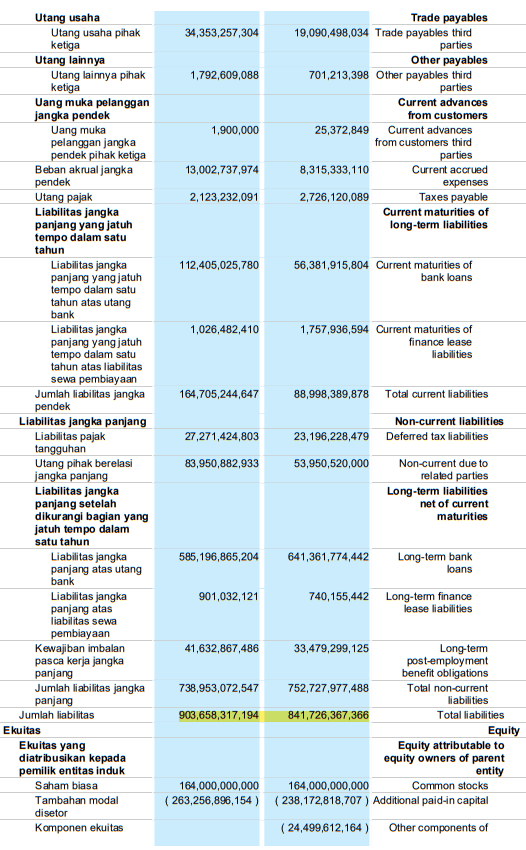 Utang usaha Trade payables
Utang usaha pihak 34,353,257,304 19,090,498,034 Trade payables third
ketiga parties
Utang lainnya Other payables
Utang lainnya pihak 1,792,609,088 701,213,398 Other payables third
ketiga parties
Uang muka pelanggan Current advances
jangka pendek from customers
Uang muka 1,900,000 25,372,849 Current advances
pelanggan jangka from customers third
pendek pihak ketiga parties
Beban akrual jangka 13,002,737,974 8,315,333,110 Current accrued
pendek expenses
Utang pajak 2,123,232,091 2,726,120,089 Taxes payable
Liabilitas jangka Current maturities of
panjang yang jatuh long-term liabilities
tempo dalam satu
tahun
Liabilitas jangka 112,405,025,780 56,381,915,804 Current maturities of
panjang yang jatuh bank loans
tempo dalam satu
tahun atas utang
bank
Liabilitas jangka 1,026,482,410 1,757,936,594 Current maturities of
panjang yang jatuh finance lease
tempo dalam satu liabilities
tahun atas liabilitas
sewa pembiayaan
Jumlah liabilitas jangka 164,705,244,647 88,998,389,878 Total current liabilities
pendek
Liabilitas jangka panjang Non-current liabilities
Liabilitas pajak 27,271,424,803 23,196,228,479 Deferred tax liabilities
tangguhan
Utang pihak berelasi 83,950,882,933 53,950,520,000 Non-current due to
jangka panjang related parties
Liabilitas jangka Long-term liabilities
panjang setelah net of current
dikurangi bagian yang maturities
jatuh tempo dalam
satu tahun
Liabilitas jangka 585,196,865,204 641,361,774,442 Long-term bank
panjang atas utang loans
bank
Liabilitas jangka 901,032,121 740,155,442 Long-term finance
panjang atas lease liabilities
liabilitas sewa
pembiayaan
Kewajiban imbalan 41,632,867,486 33,479,299,125 Long-term
pasca kerja jangka post-employment
panjang benefit obligations
Jumlah liabilitas jangka 738,953,072,547 752,727,977,488 Total non-current
panjang liabilities
Jumlah liabilitas 903,658,317,194 841,726,367,366 Total liabilities
Ekuitas Equity
Ekuitas yang Equity attributable to
diatribusikan kepada equity owners of parent
pemilik entitas induk entity
Saham biasa 164,000,000,000 164,000,000,000 Common stocks
Tambahan modal ( 263,256,896,154 ) ( 238,172,818,707 ) Additional paid-in capital
disetor
Komponen ekuitas ( 24,499,612,164 ) Other components of